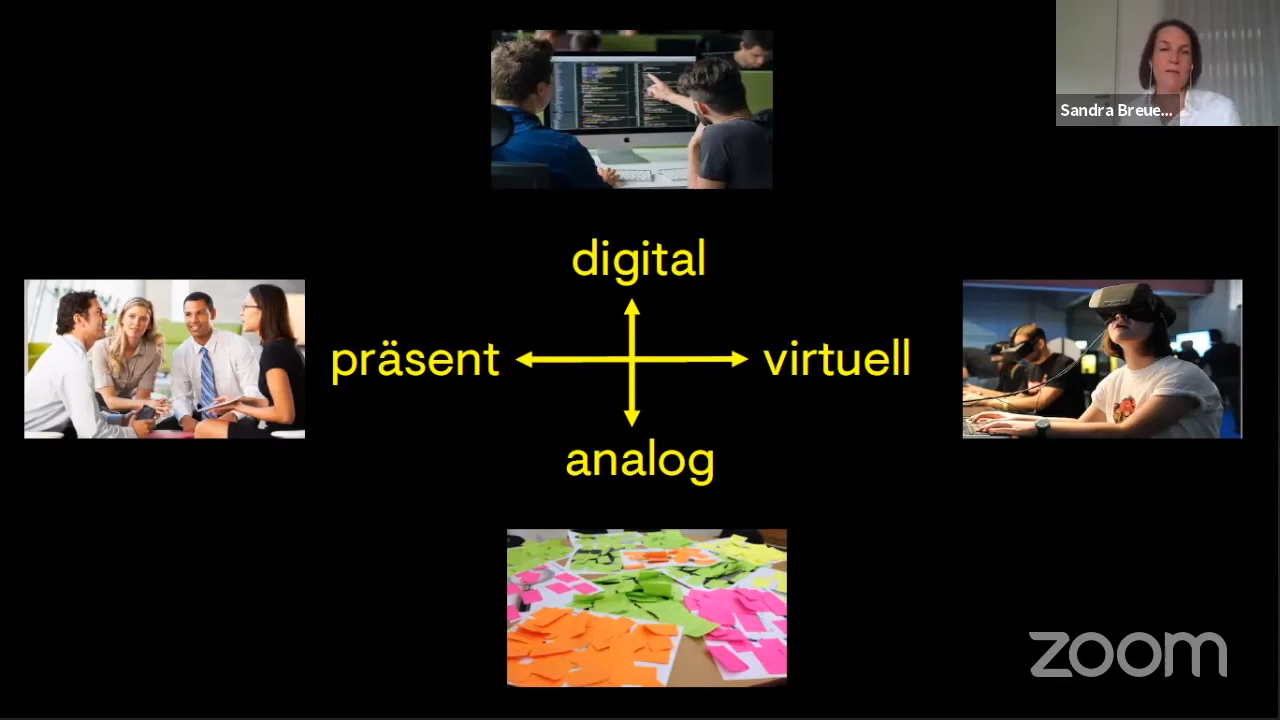 Sandra Breue...
digital
präsent
virtuell
analog
zoom